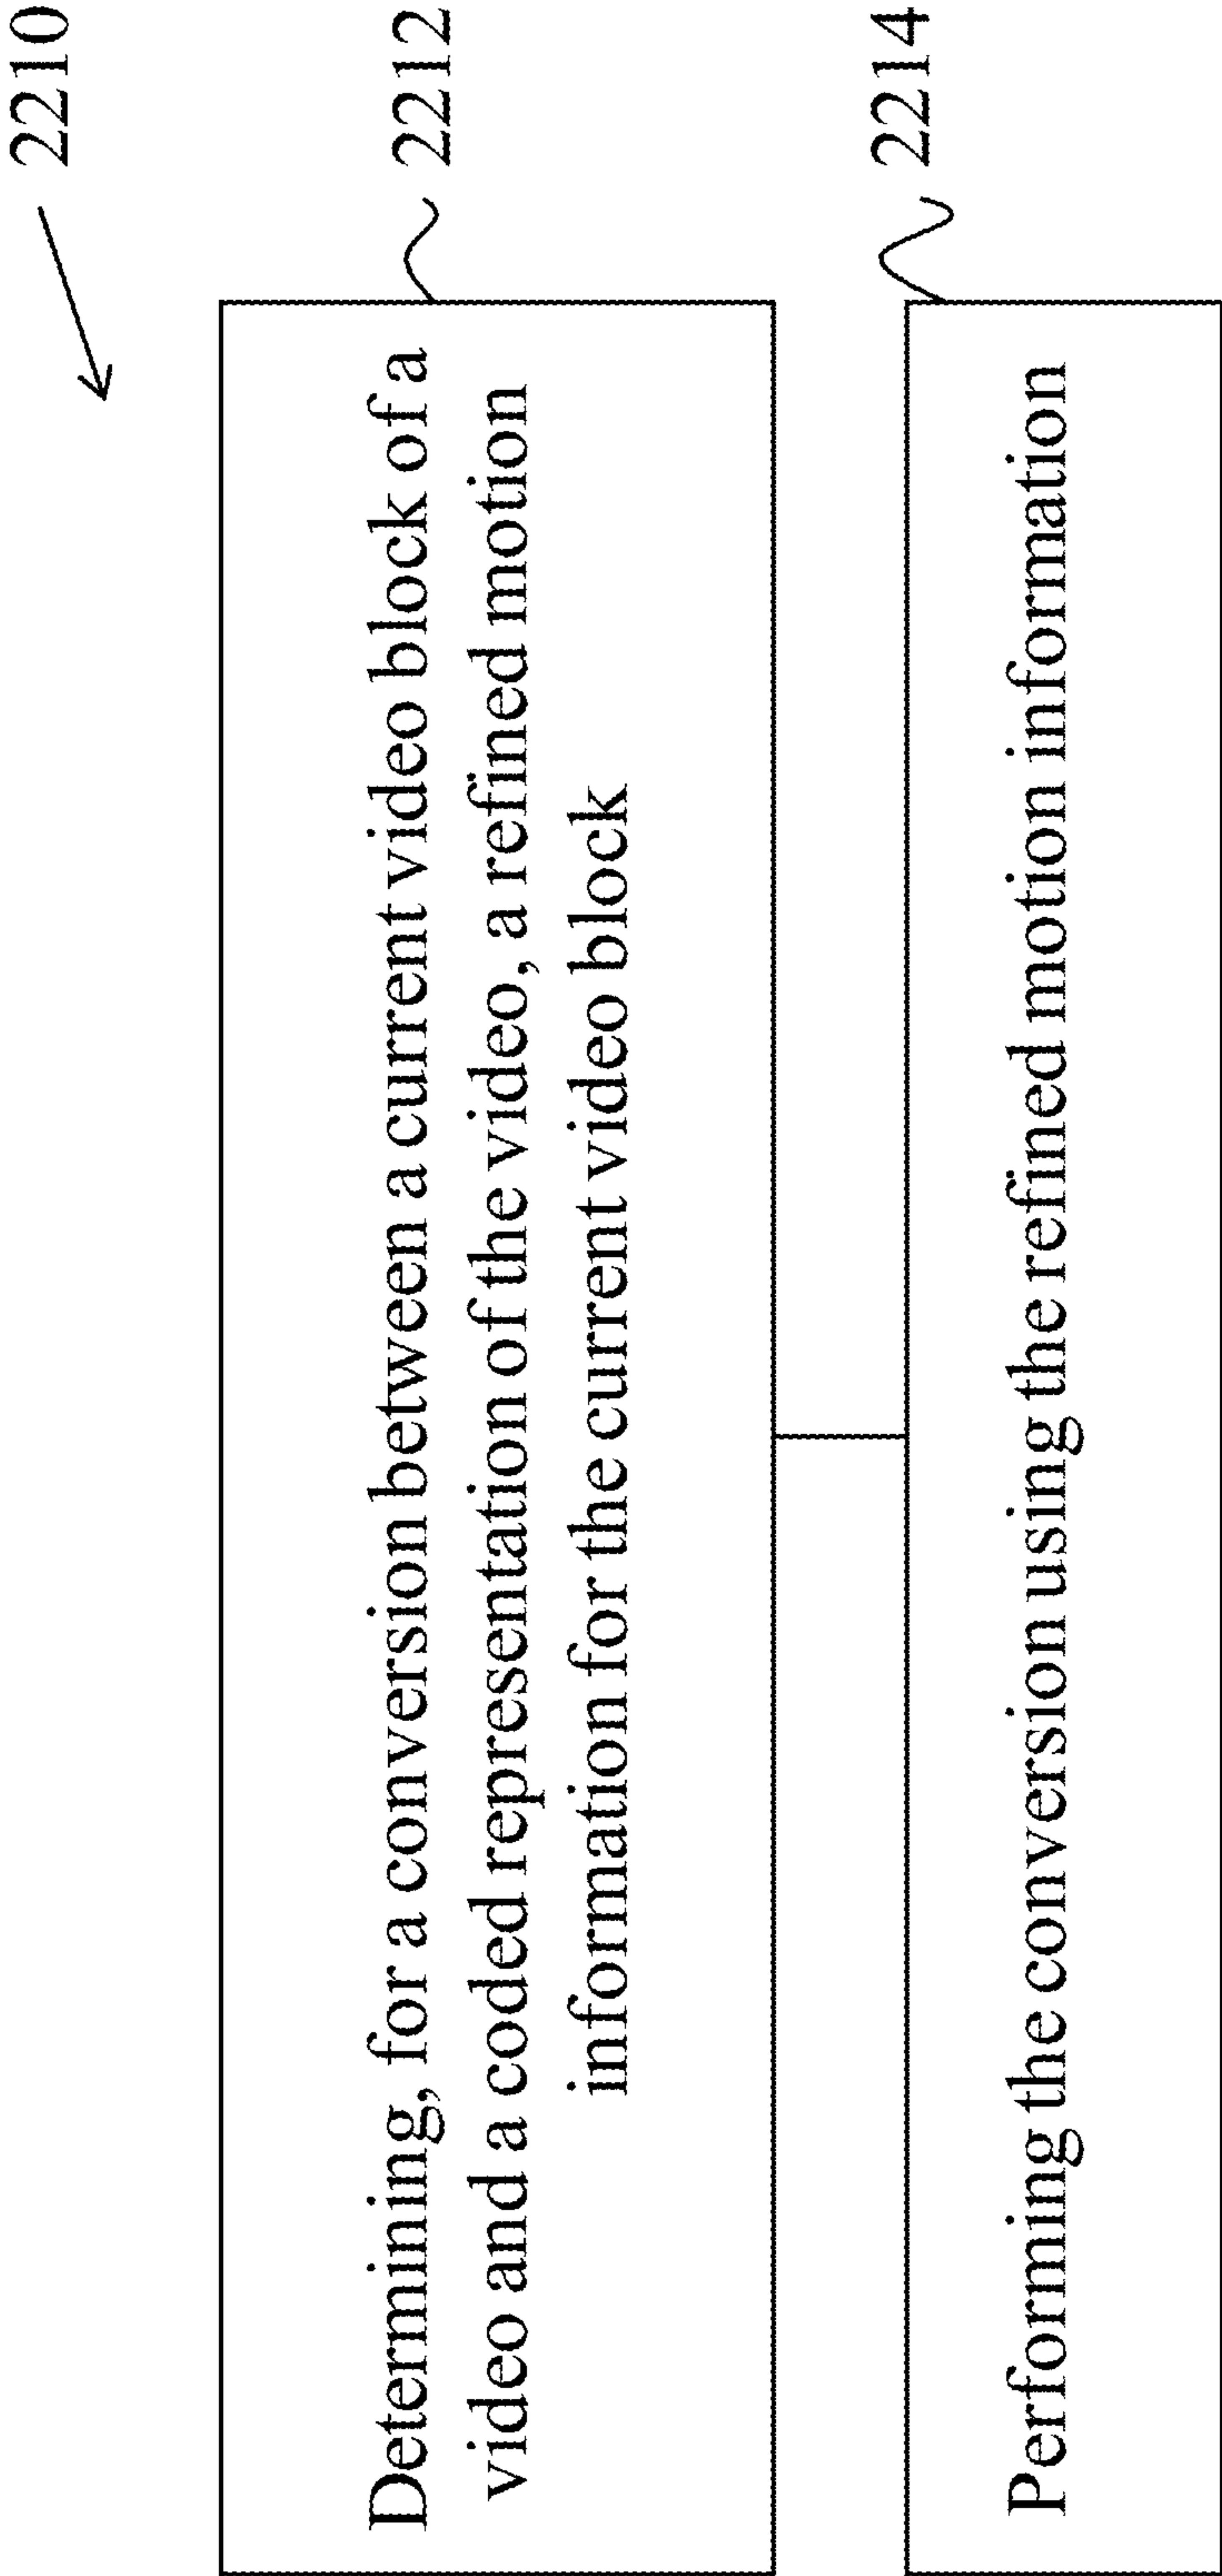 2210
Determining, for a conversion between a current video block of a
video and a coded representation of the video, a refined motion
information for the current video block
2212
Performing the conversion using the refined motion information
2214